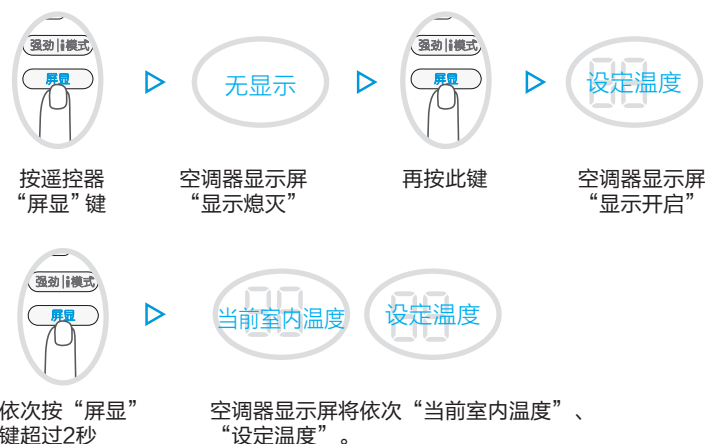 强劲|i模式
强劲|i模式
屏显
无显示
屏显
设定温度
按遥控器
“屏显”键
空调器显示屏
“显示熄灭”
再按此键
空调器显示屏
“显示开启”
强劲|i模式
屏显
当前室内温度
设定温度
依次按“屏显”
键超过2秒
空调器显示屏将依次“当前室内温度”、
“设定温度”。